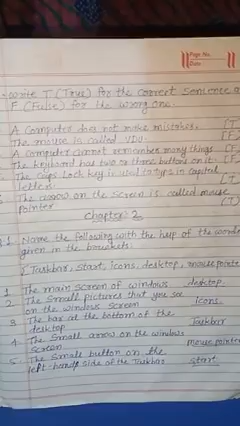 Page No.
Date
Write T (True) for the correct sentence
F (False) for the wrong one.
A Computer does not make mistakes. (T
The mouse is called VDU. (F
A Computer cannot remember many things (F
The keyboard has two or three buttons on it. (F
The Caps Lock key is used to type in capital
letters. (T
The arrow on the screen is called mouse
pointer (T)
Chapter: 2
1. Name the following with the help of the words
given in the brackets.
Taskbar, start, icons, desktop, mouse pointe
1 The main screen of windows desktop.
2 The small pictures that you see
on the windows screen Icons.
3 The bar at the bottom of the
desktop Taskbar
4. The small arrow on the windows
screen mouse pointer
5. The small button on the
left-hand side of the Taskbar start